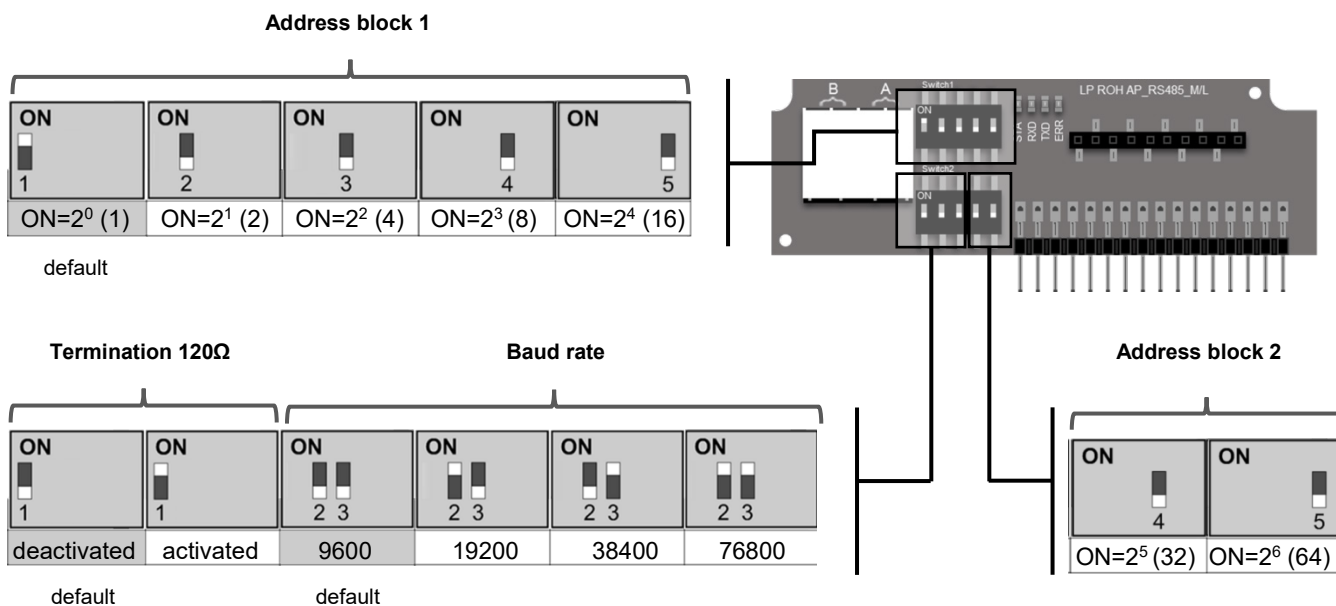 Address block 1
ON ON ON ON ON
1 2 3 4 5
ON=2⁰ (1) ON=2¹ (2) ON=2² (4) ON=2³ (8) ON=2⁴ (16)
default
LP ROH AP_RS485_M/L
B A
Switch1
ON
STA
RXD
TXD
ERR
Switch2
ON
Termination 120Ω Baud rate
ON ON ON ON ON ON
1 1 2 3 2 3 2 3 2 3
deactivated activated 9600 19200 38400 76800
default default
Address block 2
ON ON
4 5
ON=2⁵ (32) ON=2⁶ (64)